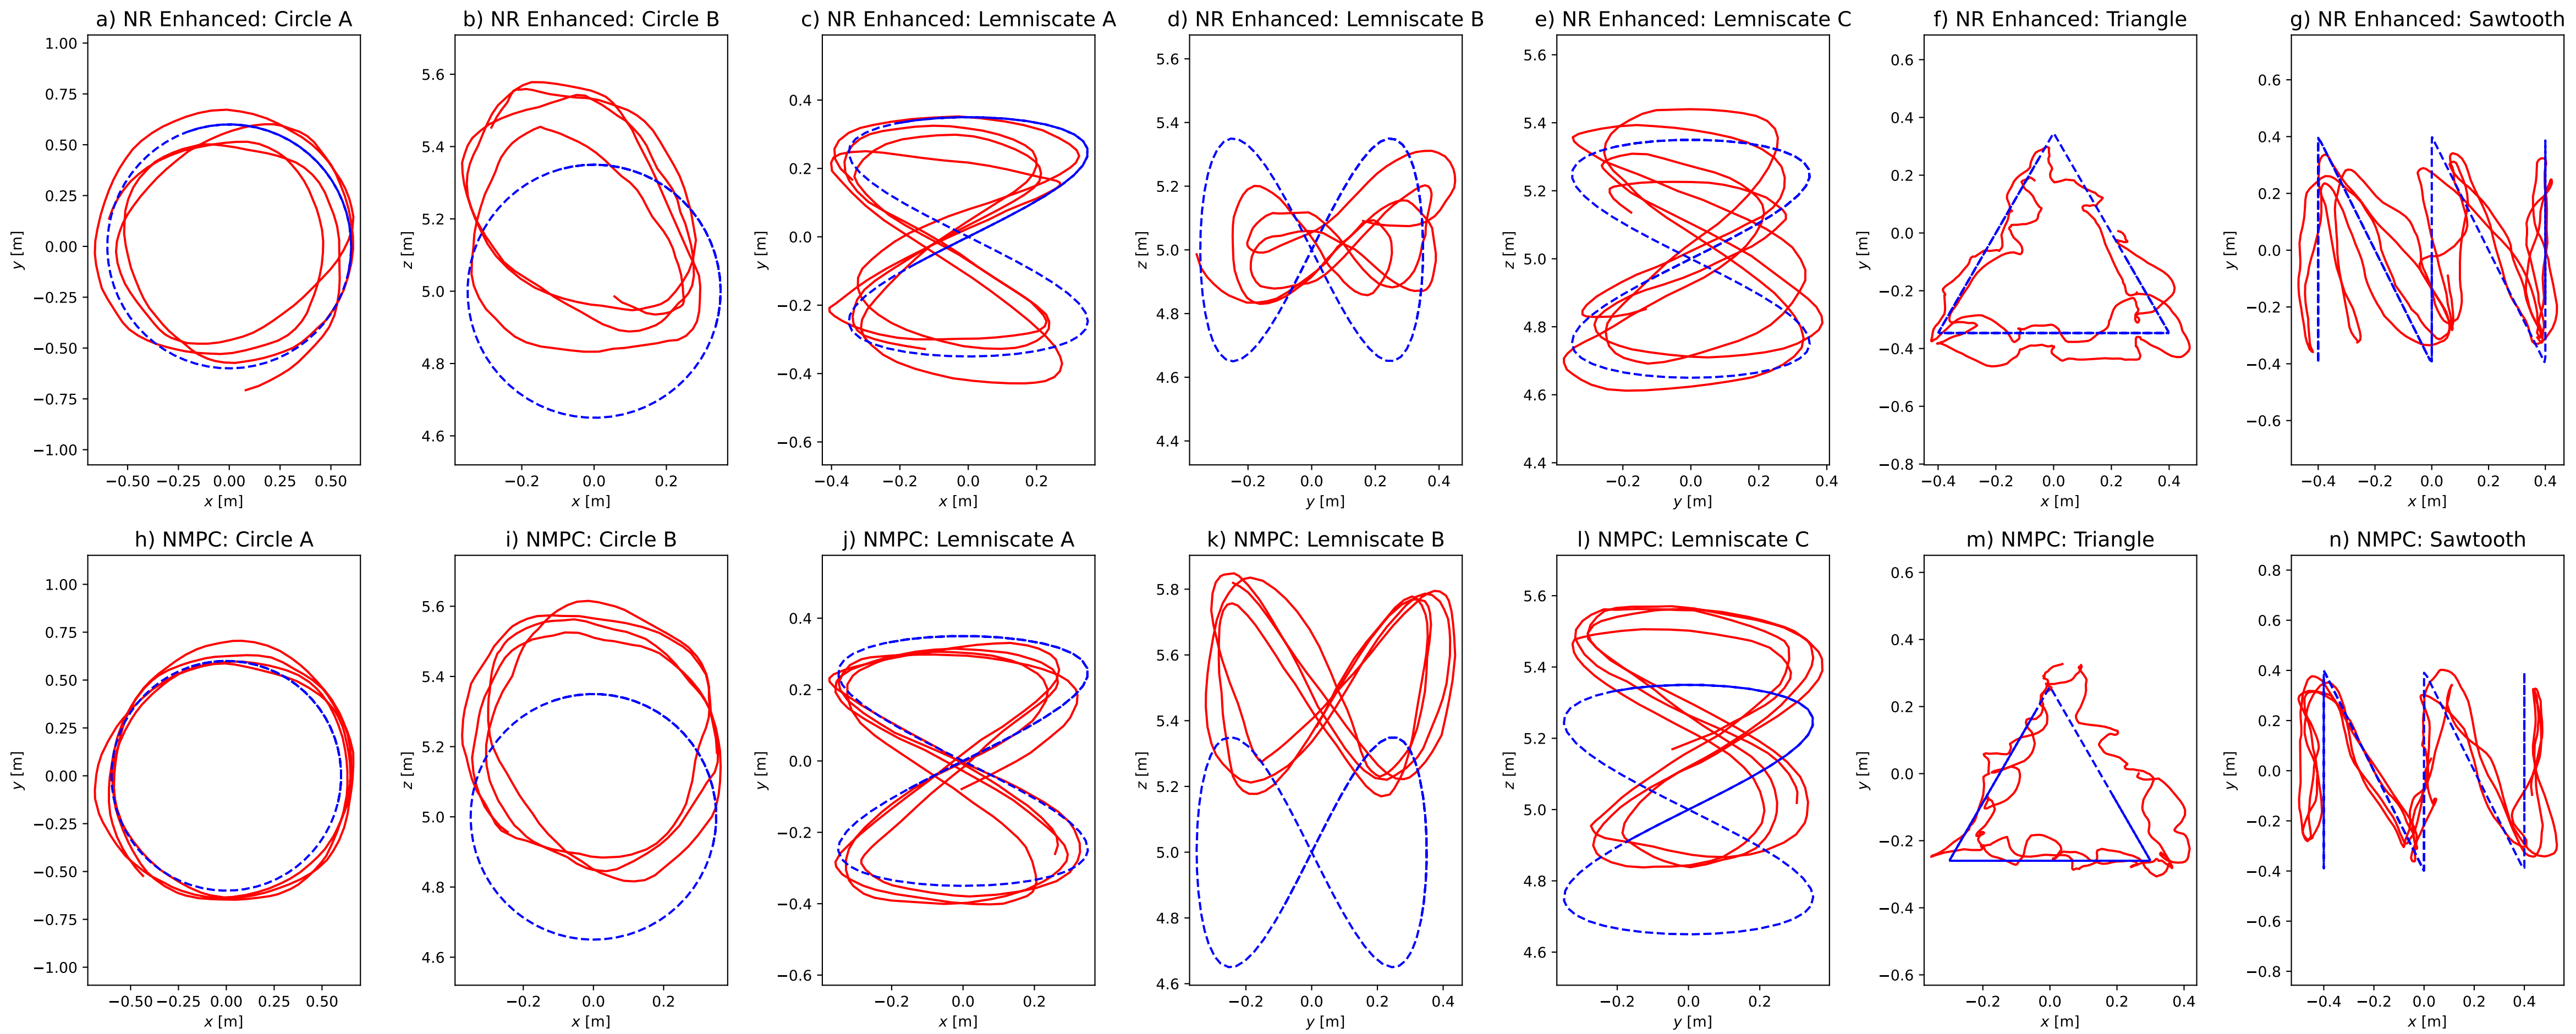 a) NR Enhanced: Circle A
b) NR Enhanced: Circle B
c) NR Enhanced: Lemniscate A
d) NR Enhanced: Lemniscate B
e) NR Enhanced: Lemniscate C
f) NR Enhanced: Triangle
g) NR Enhanced: Sawtooth
1.00
0.75
0.50
0.25
0.00
−0.25
−0.50
−0.75
−1.00
y [m]
−0.50 −0.25 0.00 0.25 0.50
x [m]
5.6
5.4
5.2
5.0
4.8
4.6
z [m]
−0.2 0.0 0.2
x [m]
0.4
0.2
0.0
−0.2
−0.4
−0.6
y [m]
−0.4 −0.2 0.0 0.2
x [m]
5.6
5.4
5.2
5.0
4.8
4.6
4.4
z [m]
−0.2 0.0 0.2 0.4
y [m]
5.6
5.4
5.2
5.0
4.8
4.6
4.4
z [m]
−0.2 0.0 0.2 0.4
y [m]
0.6
0.4
0.2
0.0
−0.2
−0.4
−0.6
−0.8
y [m]
−0.4 −0.2 0.0 0.2 0.4
x [m]
0.6
0.4
0.2
0.0
−0.2
−0.4
−0.6
y [m]
−0.4 −0.2 0.0 0.2 0.4
x [m]
h) NMPC: Circle A
i) NMPC: Circle B
j) NMPC: Lemniscate A
k) NMPC: Lemniscate B
l) NMPC: Lemniscate C
m) NMPC: Triangle
n) NMPC: Sawtooth
1.00
0.75
0.50
0.25
0.00
−0.25
−0.50
−0.75
−1.00
y [m]
−0.50 −0.25 0.00 0.25 0.50
x [m]
5.6
5.4
5.2
5.0
4.8
4.6
z [m]
−0.2 0.0 0.2
x [m]
0.4
0.2
0.0
−0.2
−0.4
−0.6
y [m]
−0.2 0.0 0.2
x [m]
5.8
5.6
5.4
5.2
5.0
4.8
4.6
z [m]
−0.2 0.0 0.2 0.4
y [m]
5.6
5.4
5.2
5.0
4.8
4.6
z [m]
−0.2 0.0 0.2
y [m]
0.6
0.4
0.2
0.0
−0.2
−0.4
−0.6
y [m]
−0.2 0.0 0.2 0.4
x [m]
0.8
0.6
0.4
0.2
0.0
−0.2
−0.4
−0.6
−0.8
y [m]
−0.4 −0.2 0.0 0.2 0.4
x [m]